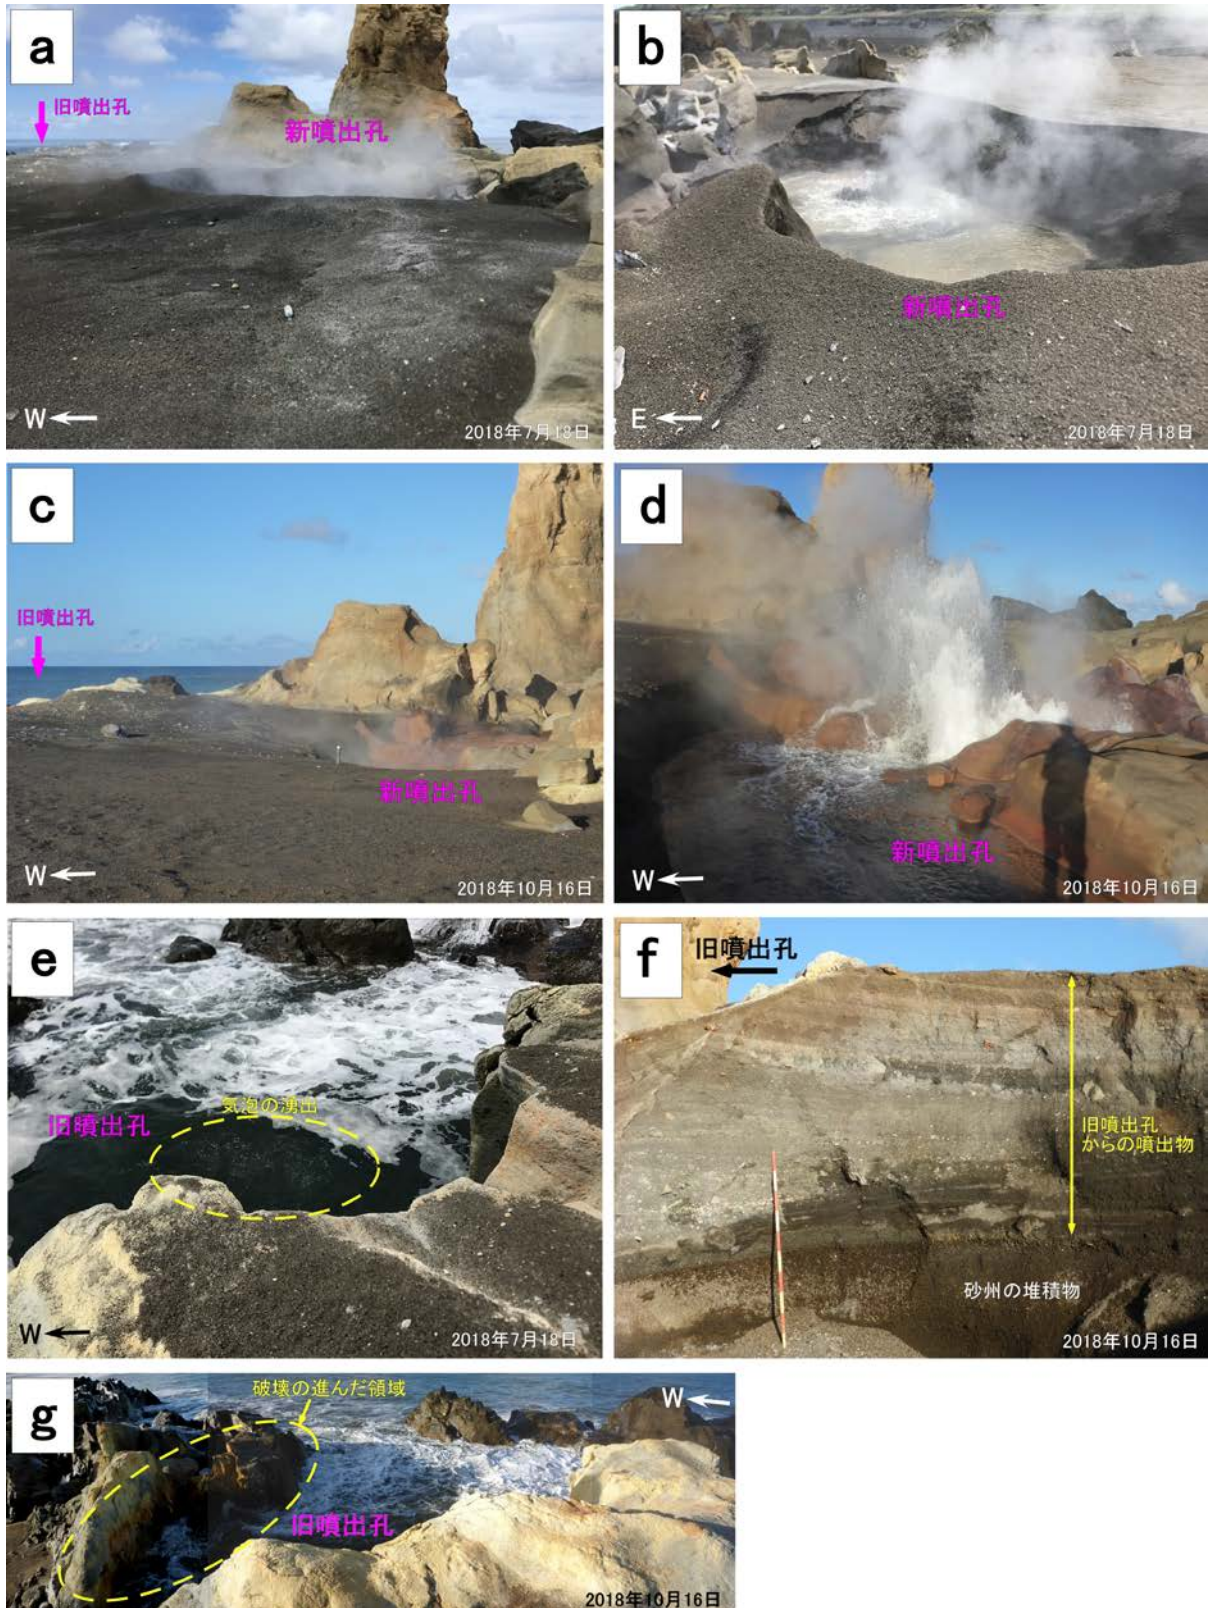 a
旧噴出孔
新噴出孔
W
2018年7月18日
b
新噴出孔
E
2018年7月18日
c
旧噴出孔
新噴出孔
W
2018年10月16日
d
新噴出孔
W
2018年10月16日
e
気泡の湧出
旧噴出孔
W
2018年7月18日
f
旧噴出孔
旧噴出孔
からの噴出物
砂州の堆積物
2018年10月16日
g
破壊の進んだ領域
W
旧噴出孔
2018年10月16日